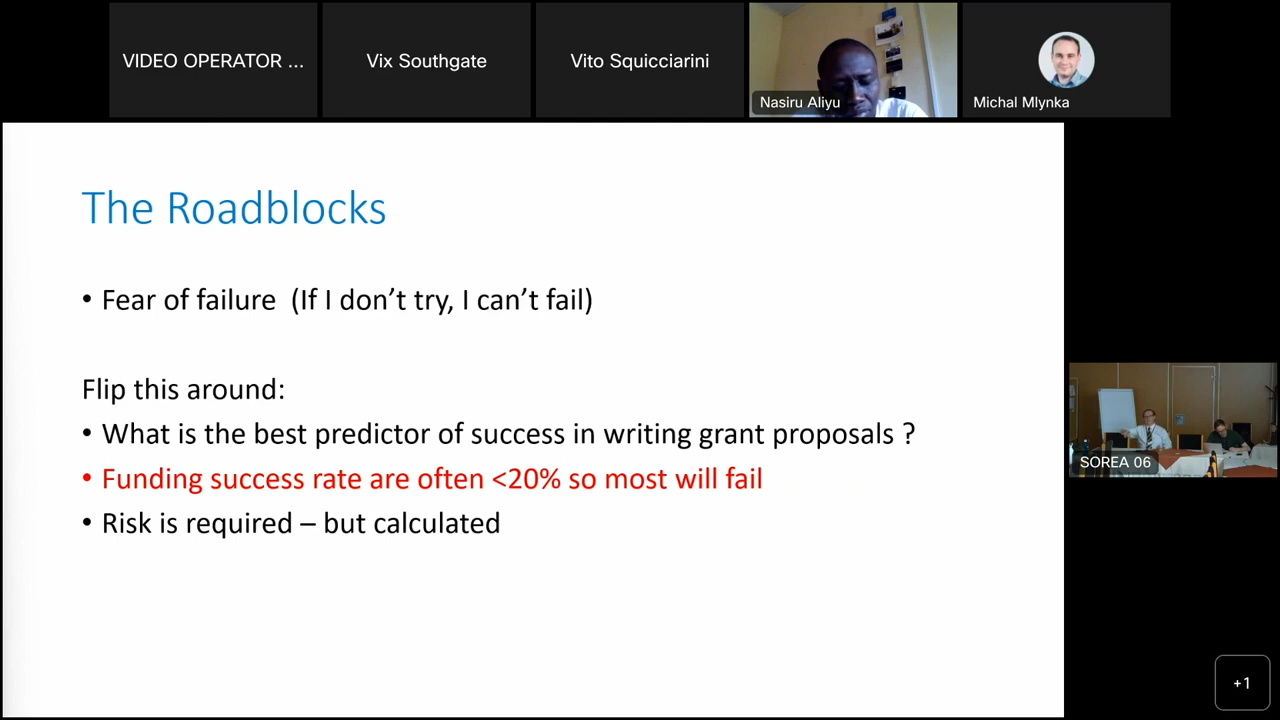 VIDEO OPERATOR ...
Vix Southgate
Vito Squicciarini
Nasiru Aliyu
Michal Mlynka
The Roadblocks
• Fear of failure (If I don’t try, I can’t fail)
Flip this around:
• What is the best predictor of success in writing grant proposals ?
• Funding success rate are often <20% so most will fail
• Risk is required – but calculated
SOREA 06
+1